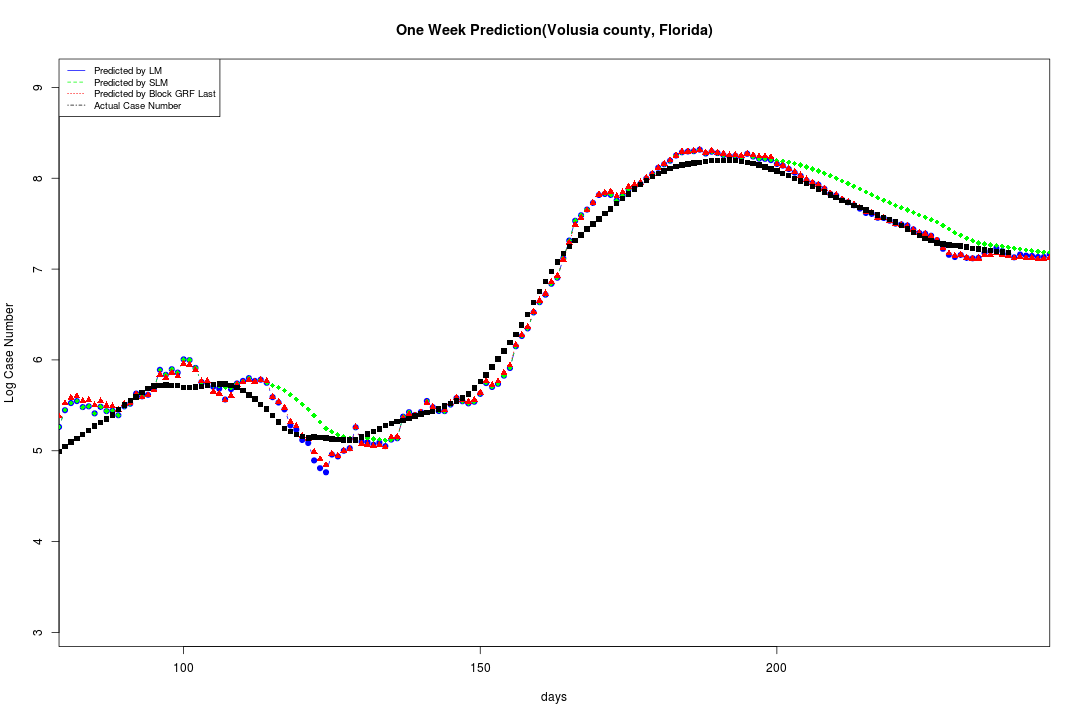 One Week Prediction(Volusia county, Florida)
Predicted by LM
Predicted by SLM
Predicted by Block GRF Last
Actual Case Number
9
8
7
6
5
4
3
Log Case Number
100 150 200
days